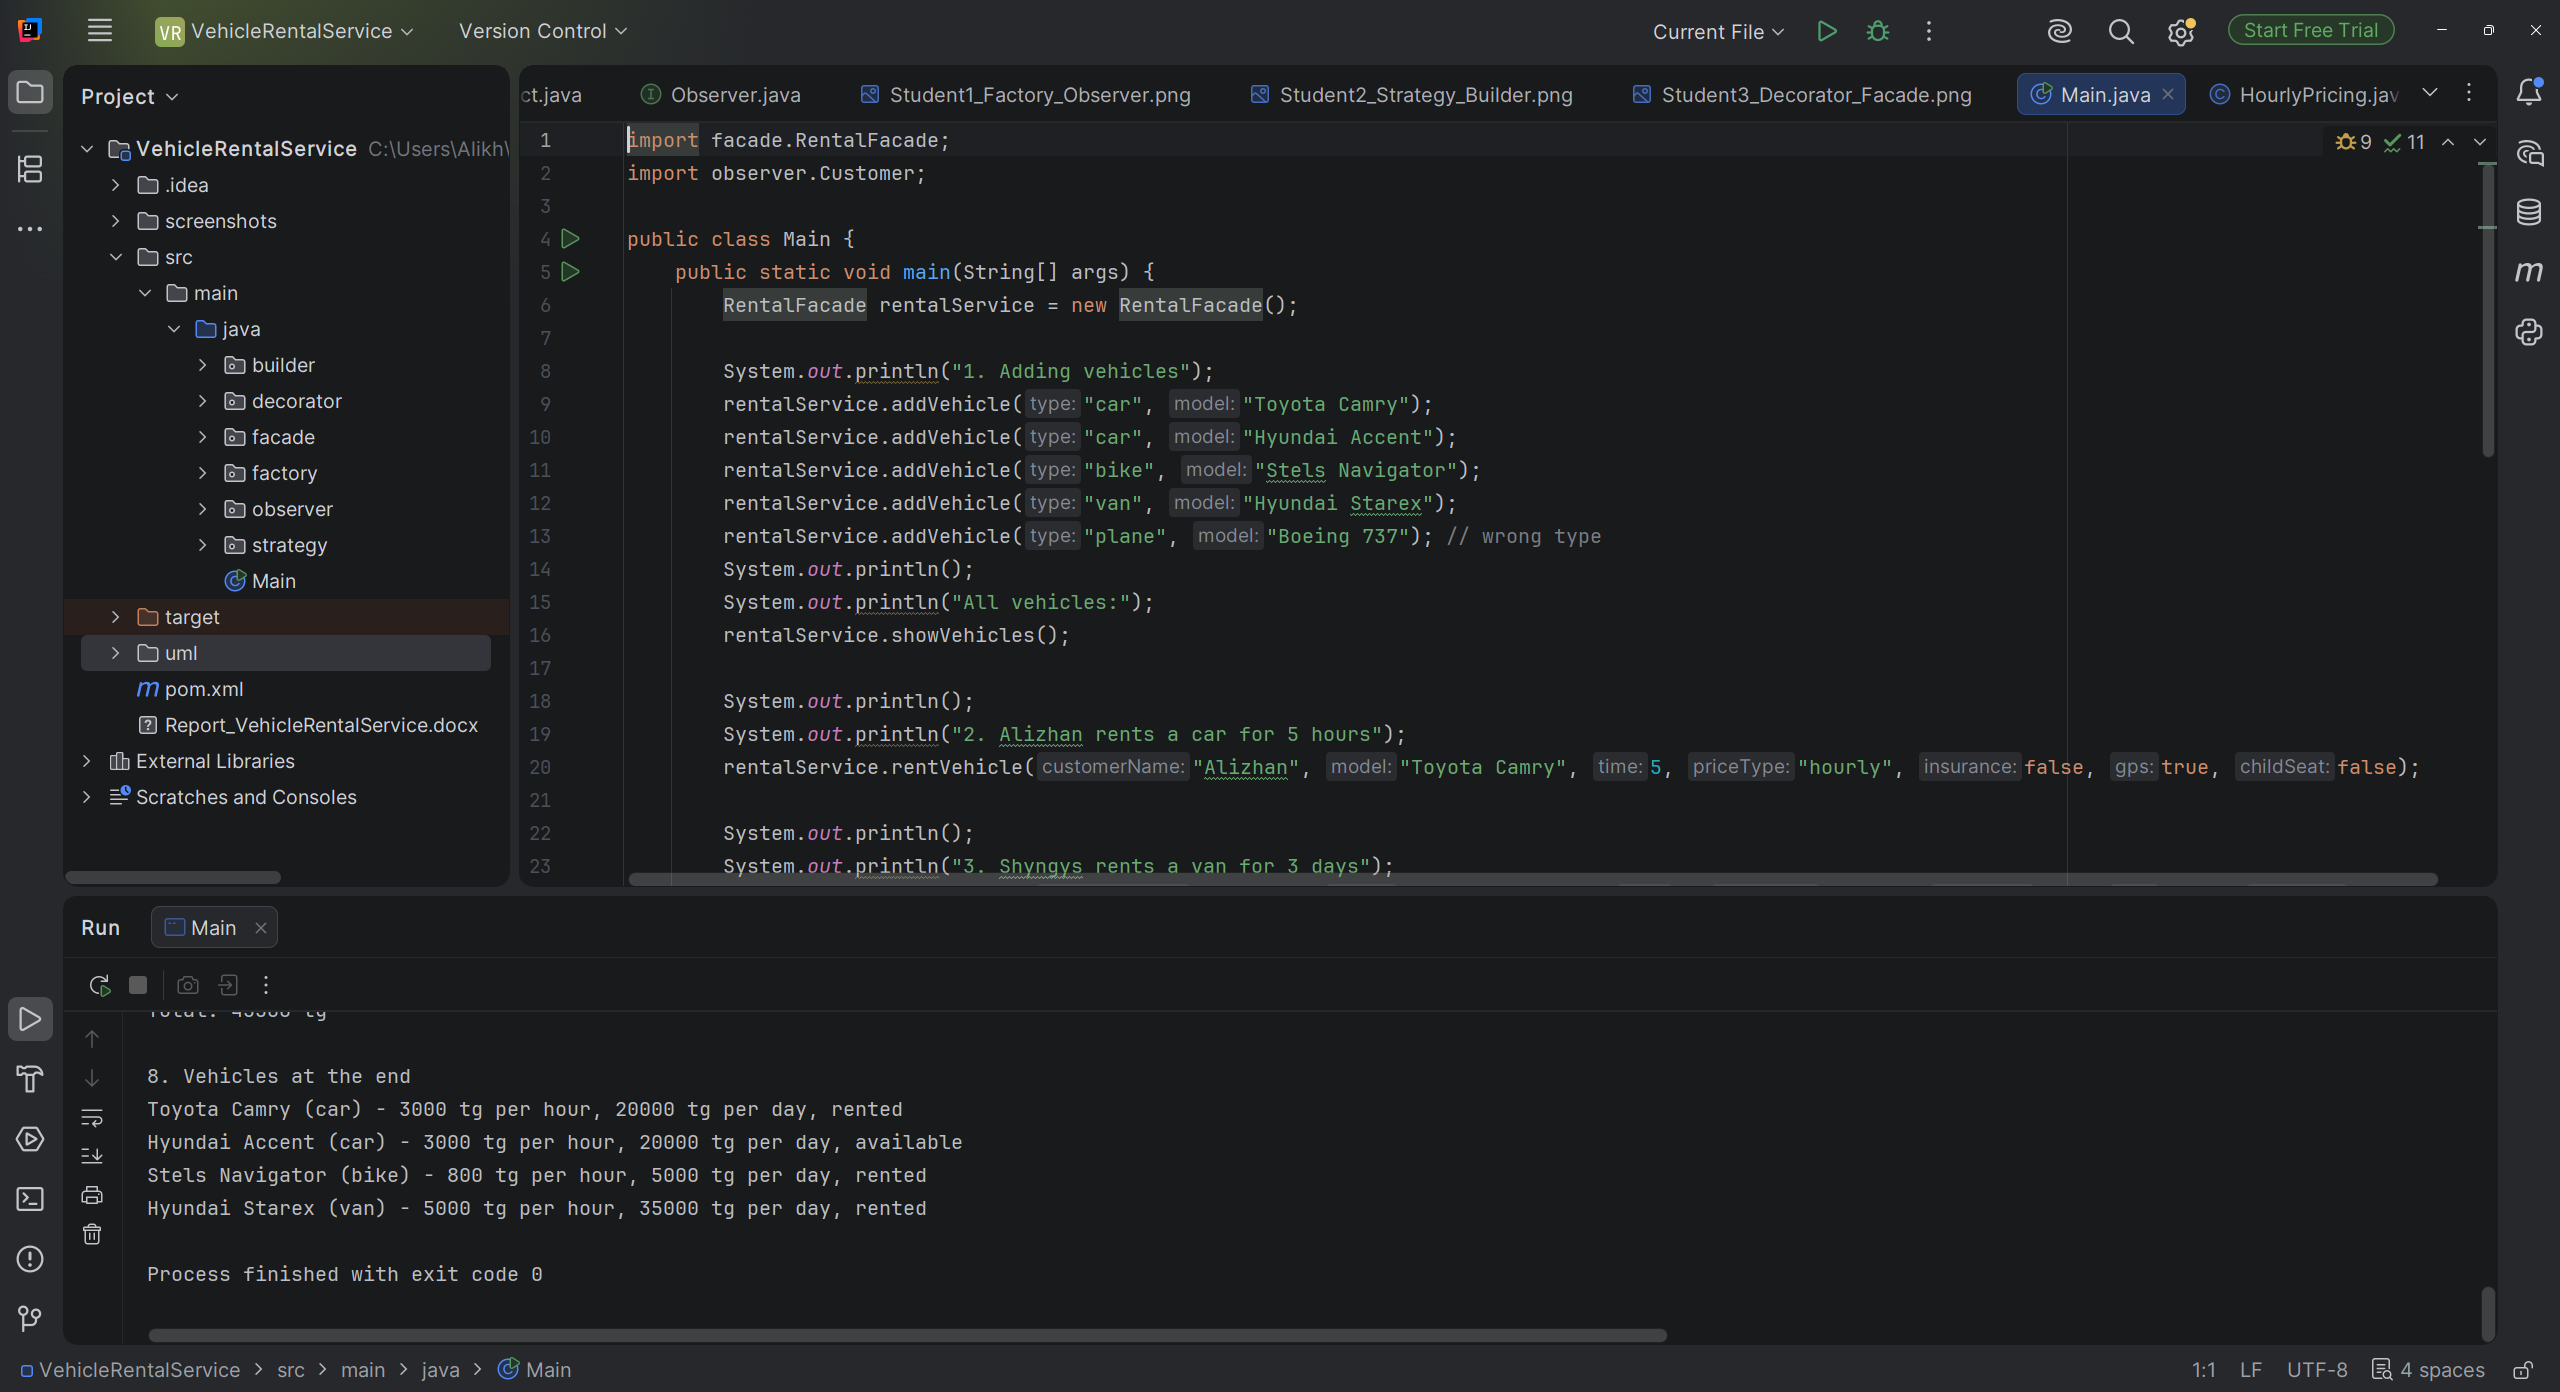 VR VehicleRentalService
Version Control
Current File
Start Free Trial
Project
VehicleRentalService C:\Users\Alikh\
.idea
screenshots
src
main
java
builder
decorator
facade
factory
observer
strategy
Main
target
uml
pom.xml
Report_VehicleRentalService.docx
External Libraries
Scratches and Consoles
ct.java
Observer.java
Student1_Factory_Observer.png
Student2_Strategy_Builder.png
Student3_Decorator_Facade.png
Main.java
HourlyPricing.jav
9 11
1 import facade.RentalFacade;
2 import observer.Customer;
3
4 public class Main {
5 public static void main(String[] args) {
6 RentalFacade rentalService = new RentalFacade();
7
8 System.out.println("1. Adding vehicles");
9 rentalService.addVehicle( type: "car", model: "Toyota Camry");
10 rentalService.addVehicle( type: "car", model: "Hyundai Accent");
11 rentalService.addVehicle( type: "bike", model: "Stels Navigator");
12 rentalService.addVehicle( type: "van", model: "Hyundai Starex");
13 rentalService.addVehicle( type: "plane", model: "Boeing 737"); // wrong type
14 System.out.println();
15 System.out.println("All vehicles:");
16 rentalService.showVehicles();
17
18 System.out.println();
19 System.out.println("2. Alizhan rents a car for 5 hours");
20 rentalService.rentVehicle( customerName: "Alizhan", model: "Toyota Camry", time: 5, priceType: "hourly", insurance: false, gps: true, childSeat: false);
21
22 System.out.println();
23 System.out.println("3. Shyngys rents a van for 3 days");
Run
Main
8. Vehicles at the end
Toyota Camry (car) - 3000 tg per hour, 20000 tg per day, rented
Hyundai Accent (car) - 3000 tg per hour, 20000 tg per day, available
Stels Navigator (bike) - 800 tg per hour, 5000 tg per day, rented
Hyundai Starex (van) - 5000 tg per hour, 35000 tg per day, rented
Process finished with exit code 0
VehicleRentalService > src > main > java > Main
1:1 LF UTF-8 4 spaces